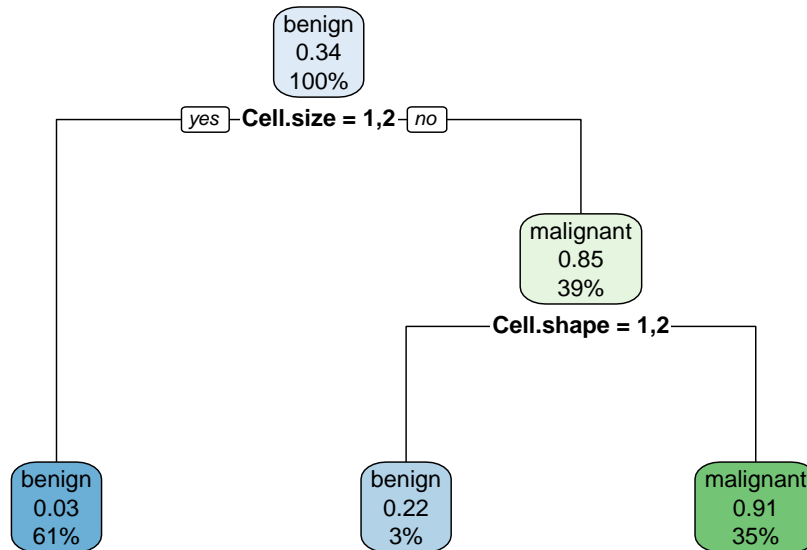 benign
0.34
100%
yes Cell.size = 1,2 no
malignant
0.85
39%
Cell.shape = 1,2
benign
0.03
61%
benign
0.22
3%
malignant
0.91
35%